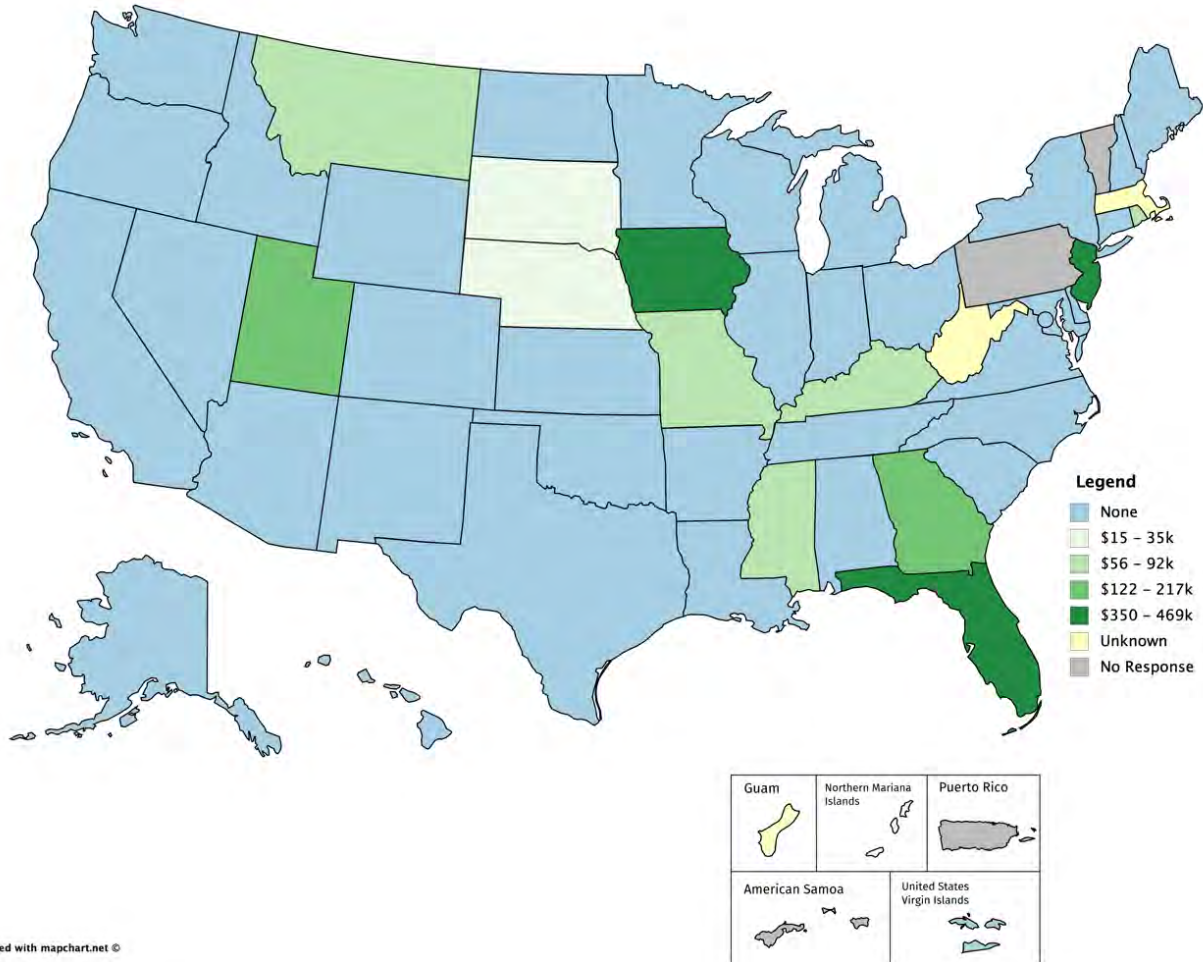 Legend
None
$15 – 35k
$56 – 92k
$122 – 217k
$350 – 469k
Unknown
No Response
Guam
Northern Mariana
Islands
Puerto Rico
American Samoa
United States
Virgin Islands
ed with mapchart.net ©